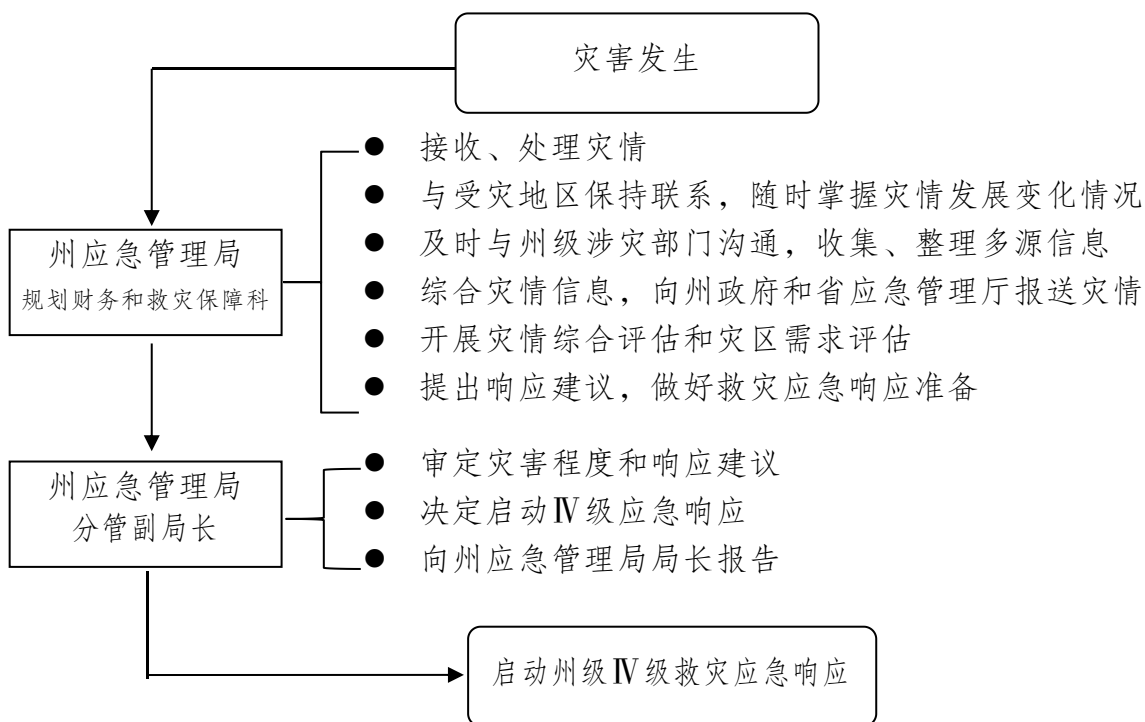 灾害发生
● 接收、处理灾情
● 与受灾地区保持联系，随时掌握灾情发展变化情况
● 及时与州级涉灾部门沟通，收集、整理多源信息
● 综合灾情信息，向州政府和省应急管理厅报送灾情
● 开展灾情综合评估和灾区需求评估
● 提出响应建议，做好救灾应急响应准备
州应急管理局
规划财务和救灾保障科
● 审定灾害程度和响应建议
● 决定启动Ⅳ级应急响应
● 向州应急管理局局长报告
州应急管理局
分管副局长
启动州级Ⅳ级救灾应急响应